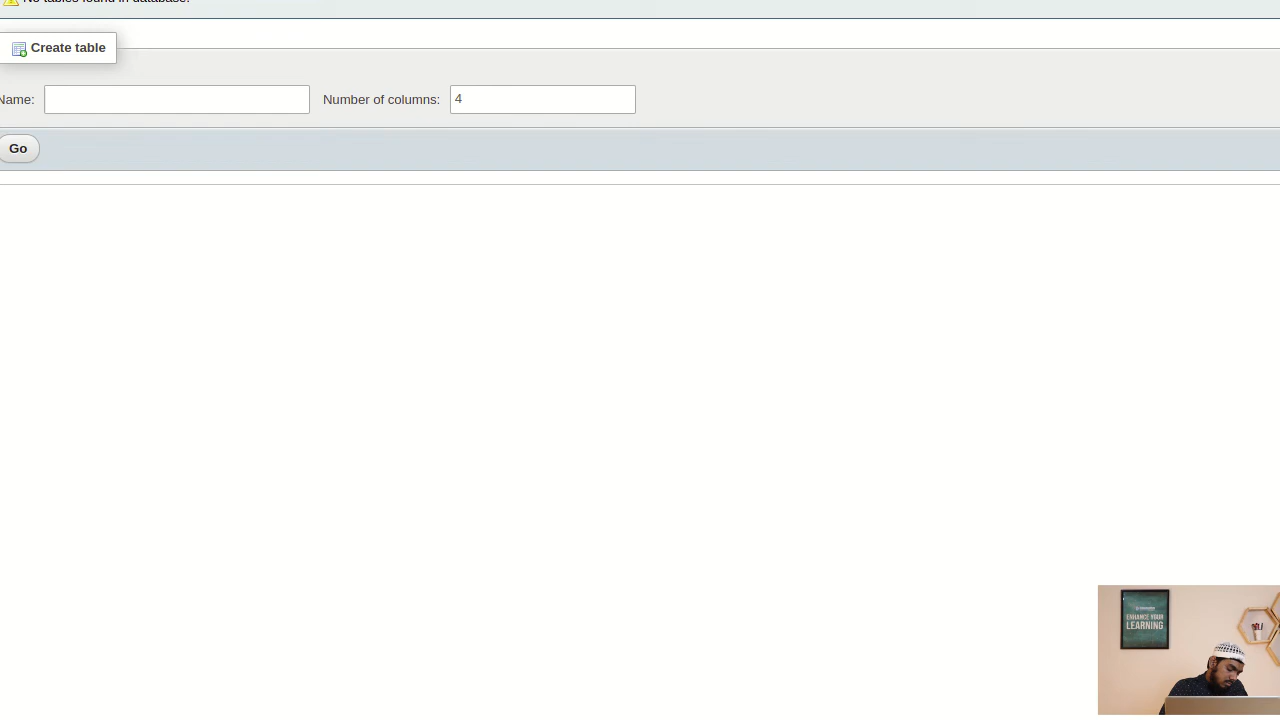 No tables found in database.
Create table
Name:
Number of columns: 4
Go
ENHANCE YOUR
LEARNING